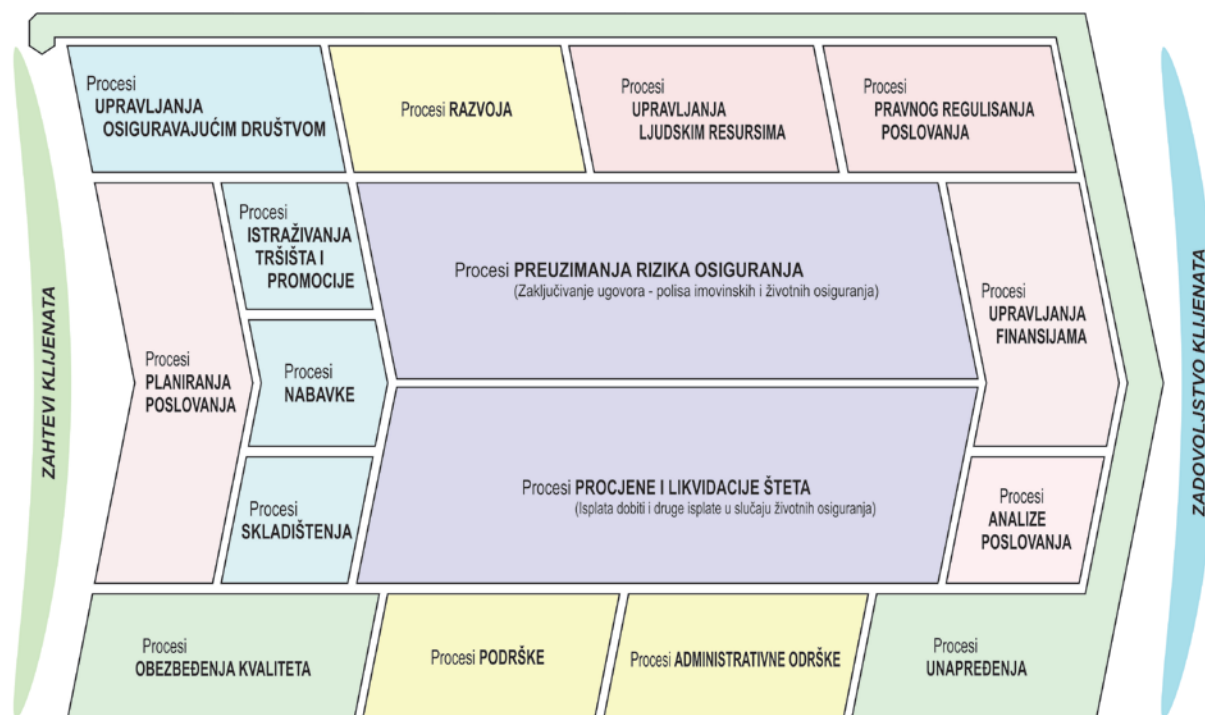 Procesi
UPRAVLJANJA
OSIGURAVAJUĆIM DRUŠTVOM
Procesi RAZVOJA
Procesi
UPRAVLJANJA
LJUDSKIM RESURSIMA
Procesi
PRAVNOG REGULISANJA
POSLOVANJA
ZAHTEVI KLIJENATA
Procesi
PLANIRANJA
POSLOVANJA
Procesi
ISTRAŽIVANJA
TRŠIŠTA I
PROMOCIJE
Procesi
NABAVKE
Procesi
SKLADIŠTENJA
Procesi PREUZIMANJA RIZIKA OSIGURANJA
(Zaključivanje ugovora - polisa imovinskih i životnih osiguranja)
Procesi PROCJENE I LIKVIDACIJE ŠTETA
(Isplata dobiti i druge isplate u slučaju životnih osiguranja)
Procesi
UPRAVLJANJA
FINANSIJAMA
Procesi
ANALIZE
POSLOVANJA
ZADOVOLJSTVO KLIJENATA
Procesi
OBEZBEĐENJA KVALITETA
Procesi PODRŠKE
Procesi ADMINISTRATIVNE ODRŠKE
Procesi
UNAPREĐENJA